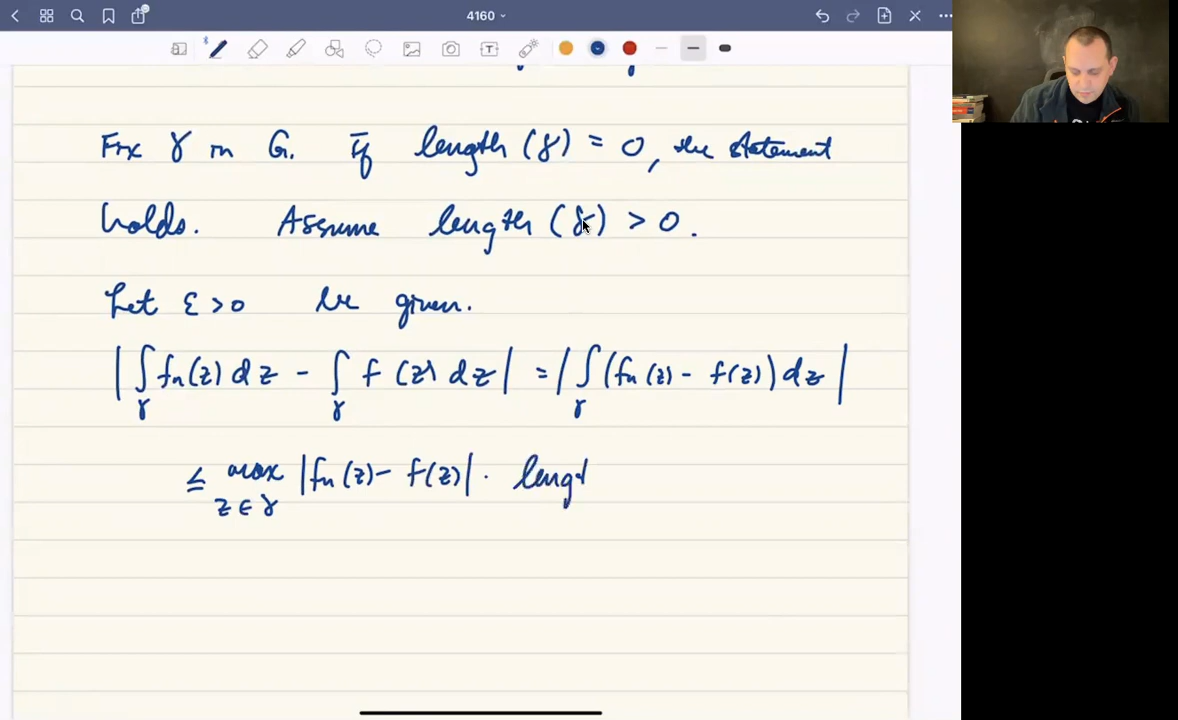 4160
Fix γ in G. If length (γ) = 0, the statement
holds. Assume length (γ) > 0.
Let ε > 0 be given.
| ∫γ fn(z) dz - ∫γ f(z) dz | = | ∫γ (fn(z) - f(z)) dz |
≤ max z∈γ |fn(z) - f(z)| · lengt